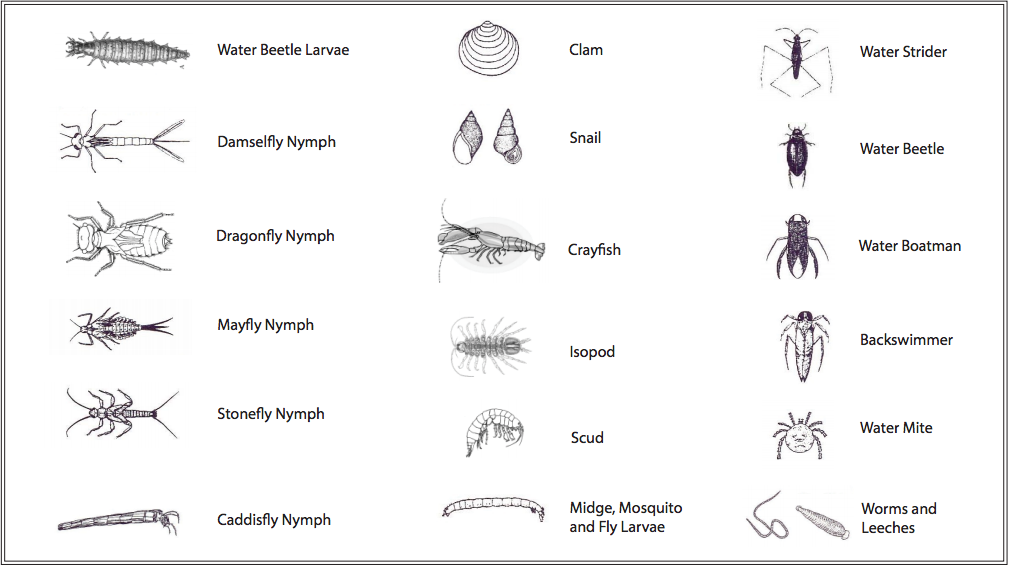 Water Beetle Larvae
Damselfly Nymph
Dragonfly Nymph
Mayfly Nymph
Stonefly Nymph
Caddisfly Nymph
Clam
Snail
Crayfish
Isopod
Scud
Midge, Mosquito
and Fly Larvae
Water Strider
Water Beetle
Water Boatman
Backswimmer
Water Mite
Worms and
Leeches